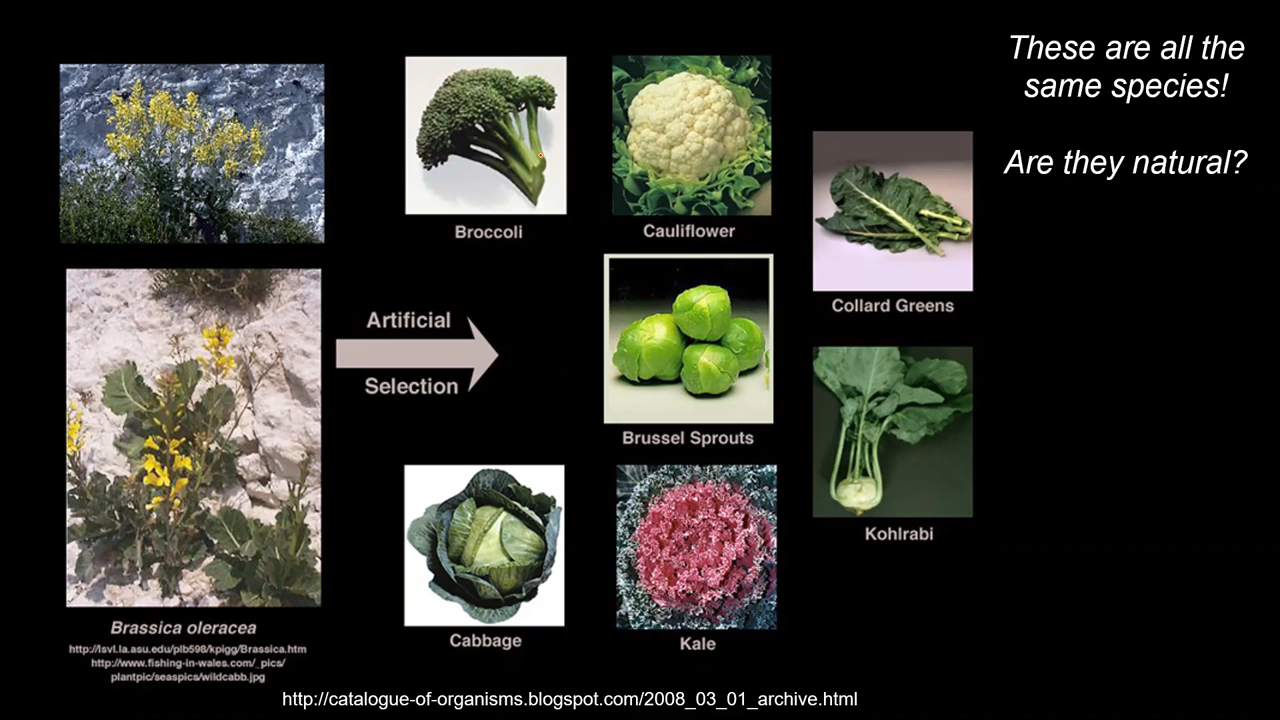 These are all the
same species!
Are they natural?
Broccoli
Cauliflower
Collard Greens
Artificial
Selection
Brussel Sprouts
Kohlrabi
Cabbage
Kale
Brassica oleracea
http://lsvl.la.asu.edu/plb598/kpigg/Brassica.htm
http://www.fishing-in-wales.com/_pics/
plantpic/seaspics/wildcabb.jpg
http://catalogue-of-organisms.blogspot.com/2008_03_01_archive.html